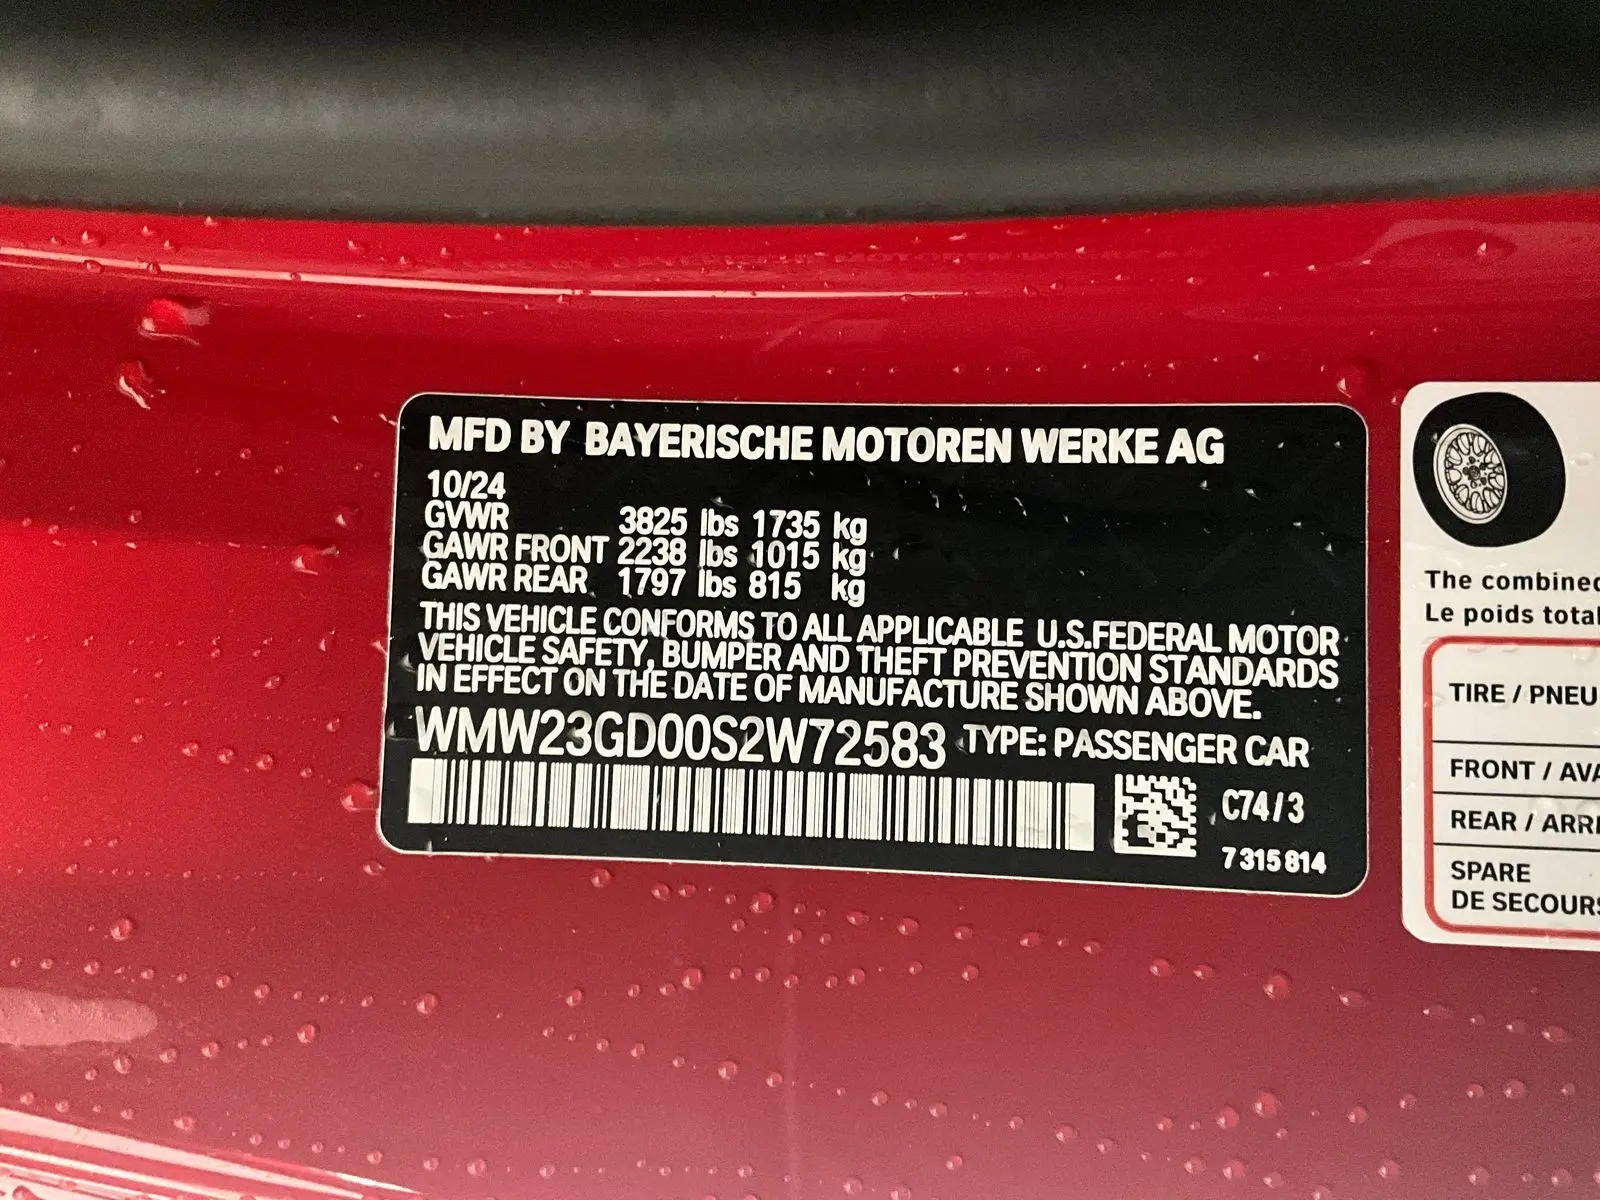 MFD BY BAYERISCHE MOTOREN WERKE AG
10/24
GVWR 3825 lbs 1735 kg
GAWR FRONT 2238 lbs 1015 kg
GAWR REAR 1797 lbs 815 kg
THIS VEHICLE CONFORMS TO ALL APPLICABLE U.S.FEDERAL MOTOR
VEHICLE SAFETY, BUMPER AND THEFT PREVENTION STANDARDS
IN EFFECT ON THE DATE OF MANUFACTURE SHOWN ABOVE.
WMW23GD00S2W72583 TYPE: PASSENGER CAR
C74/3
7 315 814
The combined
Le poids total
TIRE / PNEU
FRONT / AVA
REAR / ARRI
SPARE
DE SECOURS